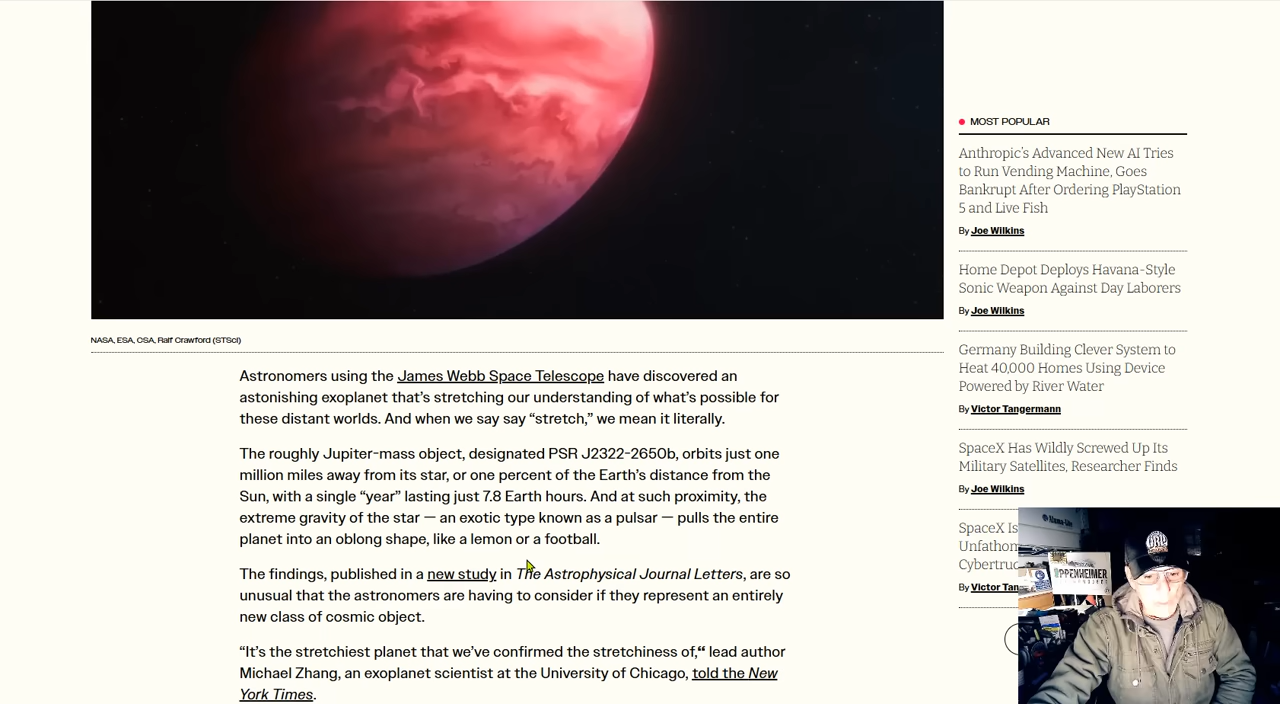 NASA, ESA, CSA, Ralf Crawford (STScI)
Astronomers using the James Webb Space Telescope have discovered an
astonishing exoplanet that’s stretching our understanding of what’s possible for
these distant worlds. And when we say say “stretch,” we mean it literally.
The roughly Jupiter-mass object, designated PSR J2322-2650b, orbits just one
million miles away from its star, or one percent of the Earth’s distance from the
Sun, with a single “year” lasting just 7.8 Earth hours. And at such proximity, the
extreme gravity of the star — an exotic type known as a pulsar — pulls the entire
planet into an oblong shape, like a lemon or a football.
The findings, published in a new study in The Astrophysical Journal Letters, are so
unusual that the astronomers are having to consider if they represent an entirely
new class of cosmic object.
“It’s the stretchiest planet that we’ve confirmed the stretchiness of,“ lead author
Michael Zhang, an exoplanet scientist at the University of Chicago, told the New
York Times.
MOST POPULAR
Anthropic’s Advanced New AI Tries
to Run Vending Machine, Goes
Bankrupt After Ordering PlayStation
5 and Live Fish
By Joe Wilkins
Home Depot Deploys Havana-Style
Sonic Weapon Against Day Laborers
By Joe Wilkins
Germany Building Clever System to
Heat 40,000 Homes Using Device
Powered by River Water
By Victor Tangermann
SpaceX Has Wildly Screwed Up Its
Military Satellites, Researcher Finds
By Joe Wilkins
SpaceX Is
Unfathom
Cybertruc
By Victor Tan
PPENHEIMER